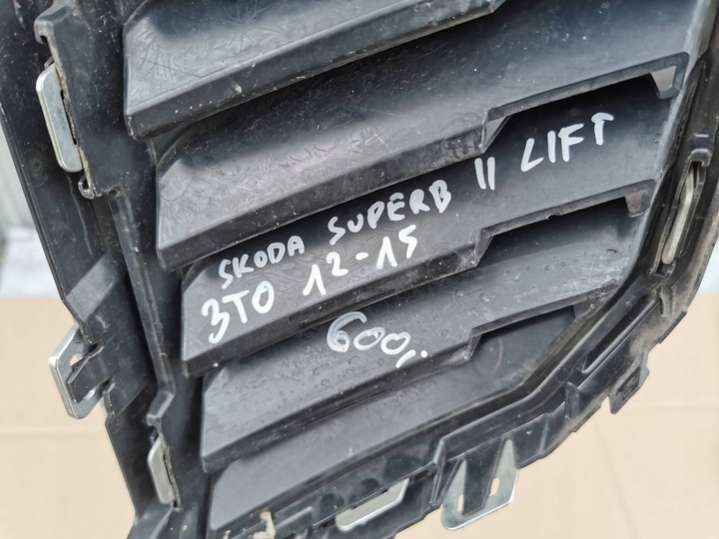 SKODA SUPERB II LIFT
3TO 12-15
600,,